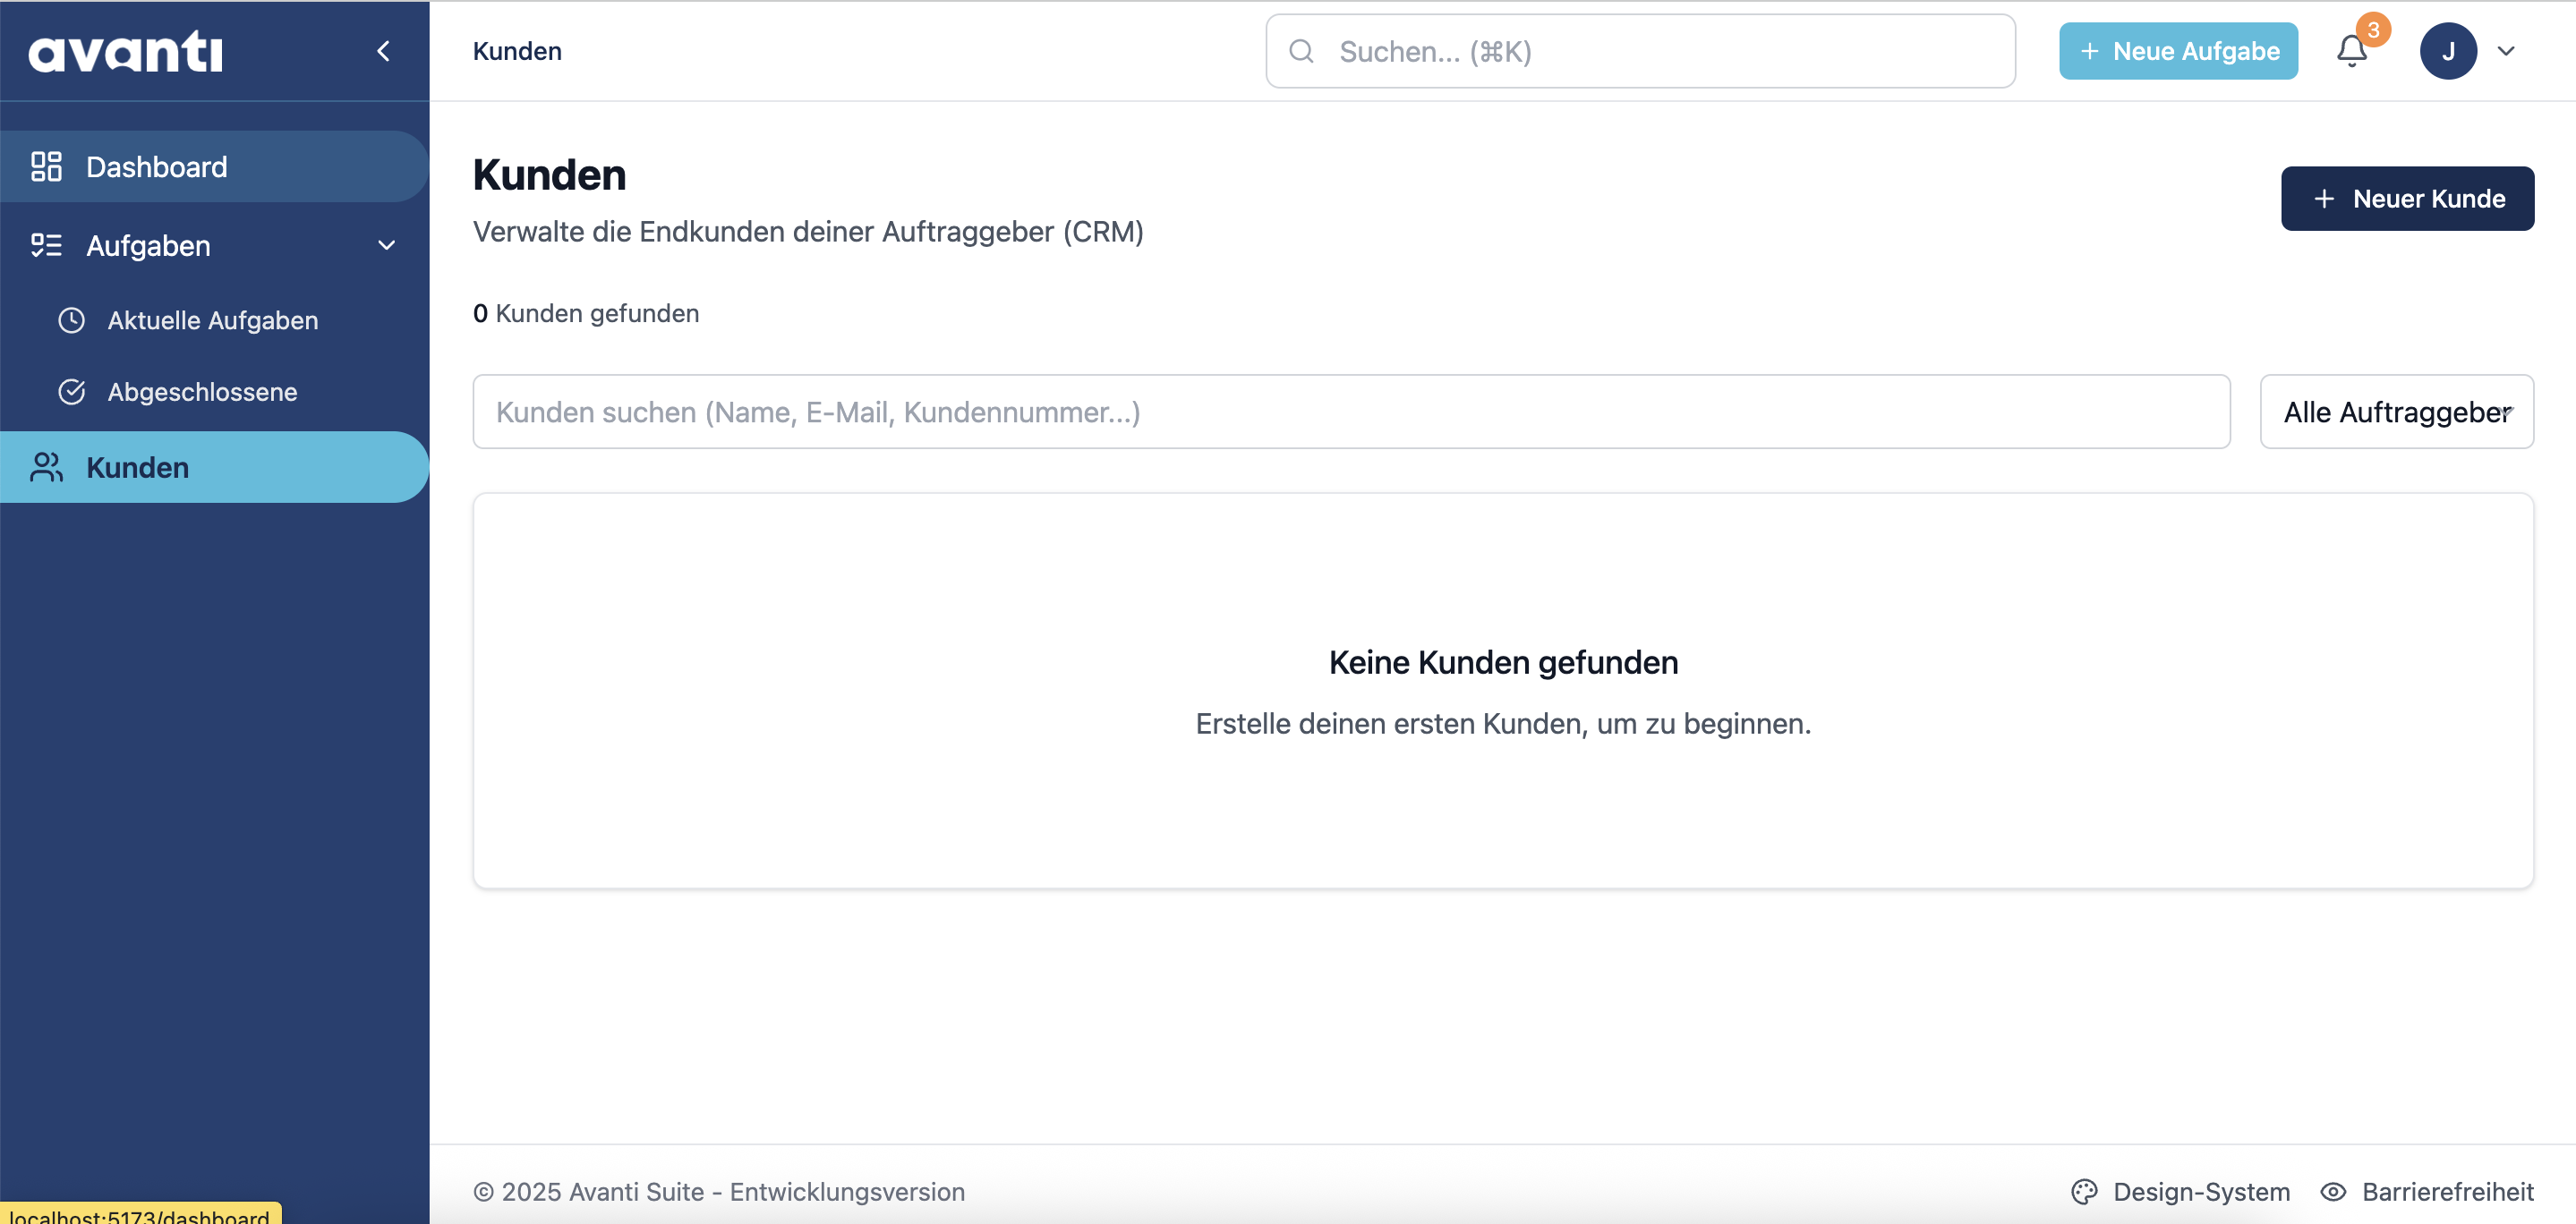 avanti
Kunden
Suchen... (⌘K)
+ Neue Aufgabe
3
J
Dashboard
Aufgaben
Aktuelle Aufgaben
Abgeschlossene
Kunden
Kunden
Verwalte die Endkunden deiner Auftraggeber (CRM)
+ Neuer Kunde
0 Kunden gefunden
Kunden suchen (Name, E-Mail, Kundennummer...)
Alle Auftraggeber
Keine Kunden gefunden
Erstelle deinen ersten Kunden, um zu beginnen.
© 2025 Avanti Suite - Entwicklungsversion
Design-System
Barrierefreiheit
localhost:5173/dashboard